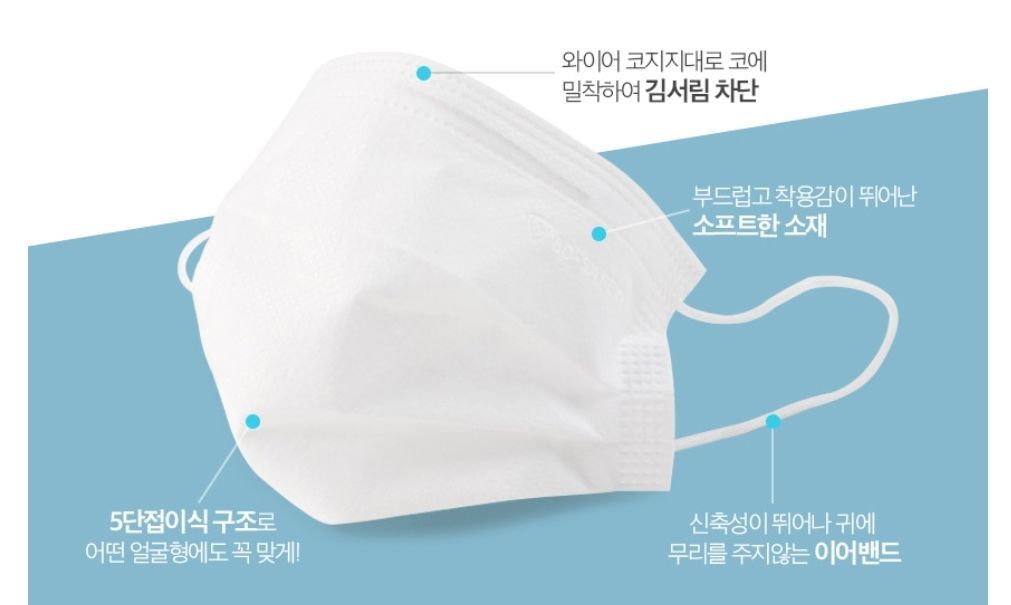 와이어 코지지대로 코에
밀착하여 김서림 차단
부드럽고 착용감이 뛰어난
소프트한 소재
5단접이식 구조로
어떤 얼굴형에도 꼭 맞게!
신축성이 뛰어나 귀에
무리를 주지않는 이어밴드